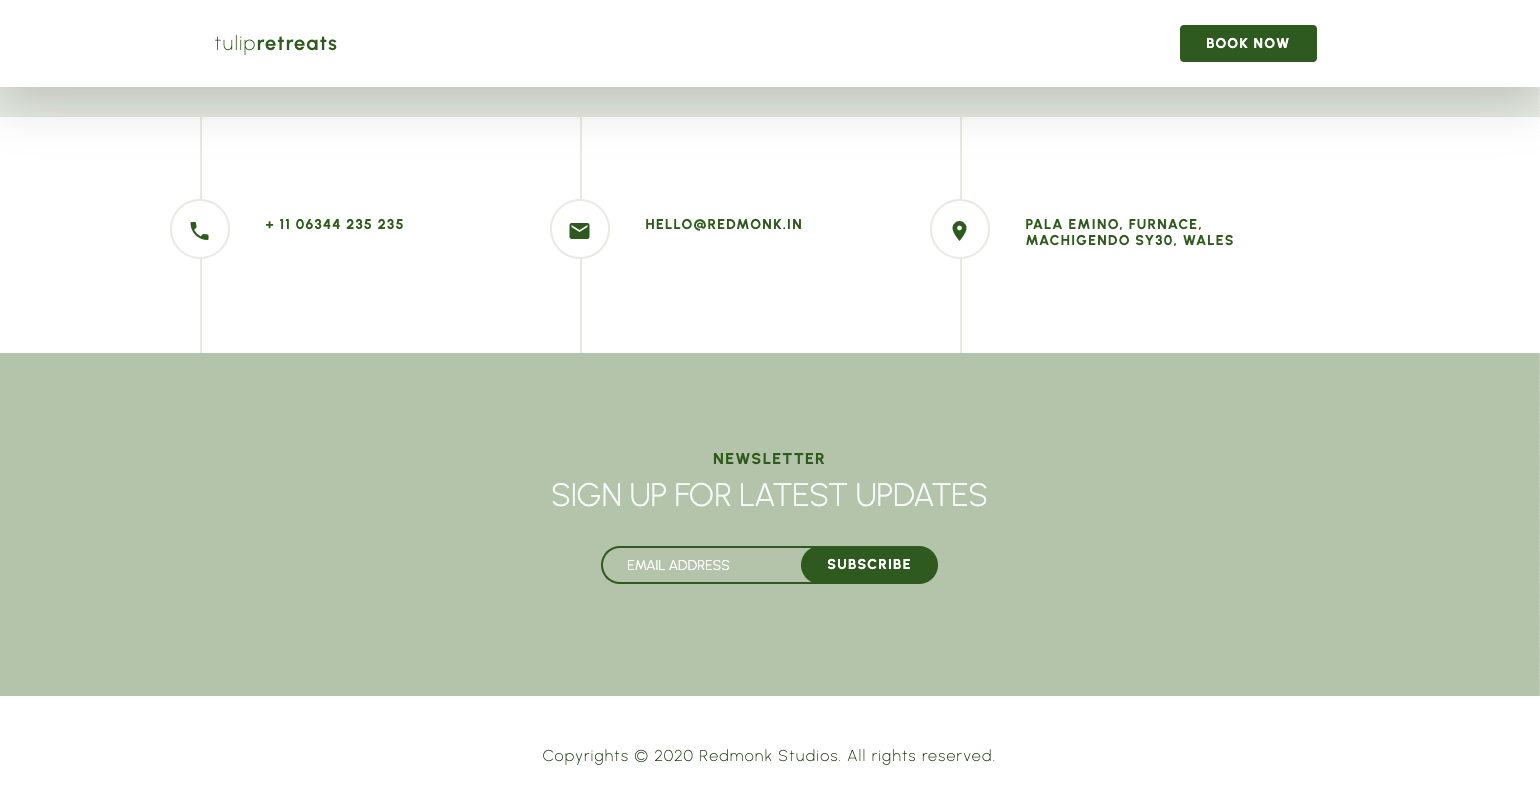 tulipretreats
BOOK NOW
+ 11 06344 235 235
HELLO@REDMONK.IN
PALA EMINO, FURNACE,
MACHIGENDO SY30, WALES
NEWSLETTER
SIGN UP FOR LATEST UPDATES
EMAIL ADDRESS
SUBSCRIBE
Copyrights © 2020 Redmonk Studios. All rights reserved.